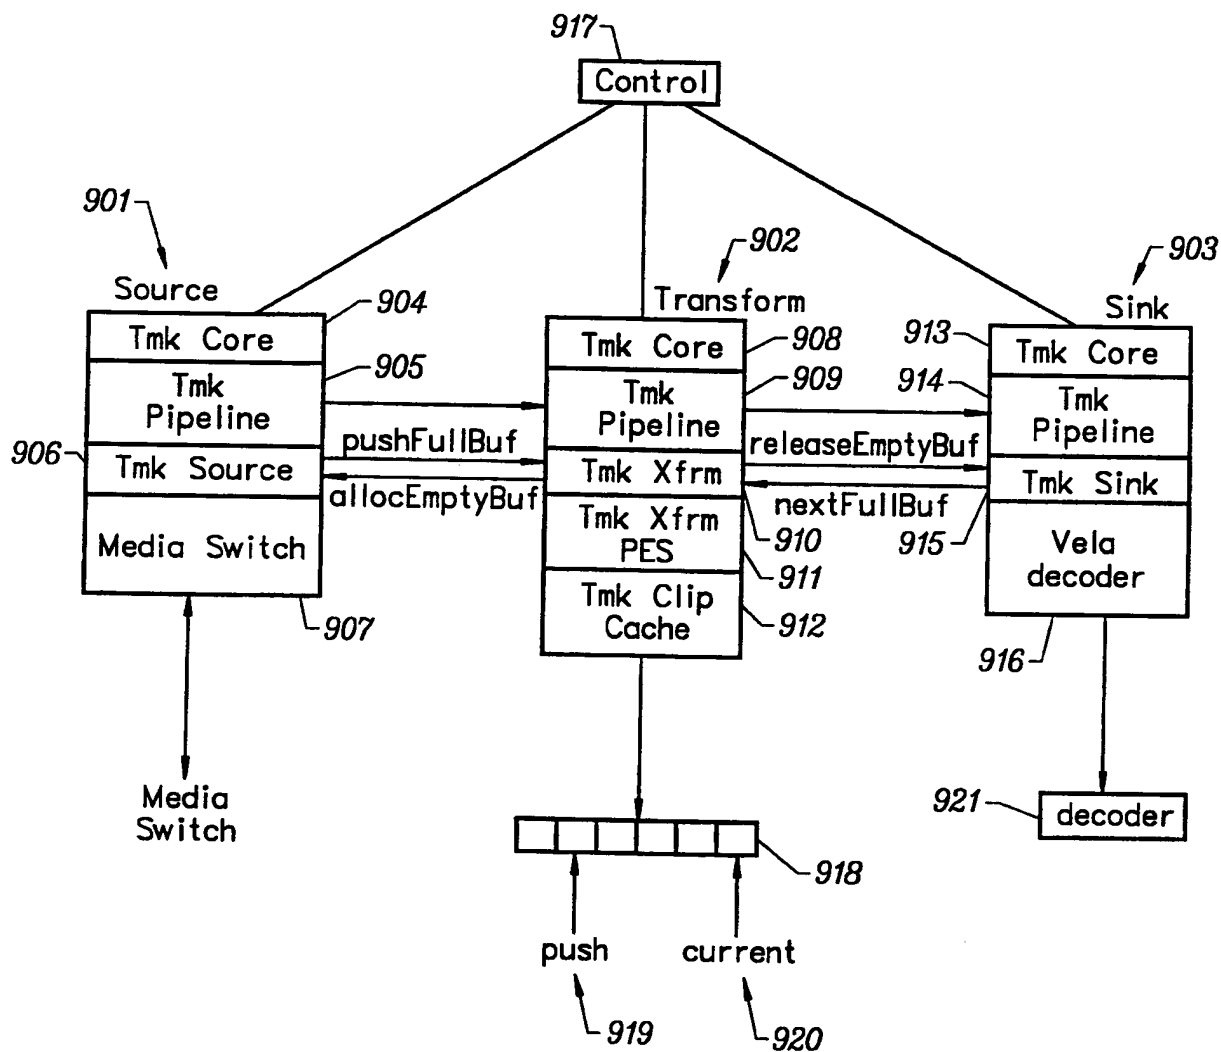 917
Control
901
902
903
Source
Transform
Sink
904
908
913
Tmk Core
Tmk Core
Tmk Core
905
909
914
Tmk
Pipeline
Tmk
Pipeline
Tmk
Pipeline
906
pushFullBuf
releaseEmptyBuf
Tmk Source
Tmk Xfrm
Tmk Sink
allocEmptyBuf
nextFullBuf
910
915
Media Switch
Tmk Xfrm
PES
Vela
decoder
911
907
Tmk Clip
Cache
912
916
Media
Switch
921
decoder
918
push
current
919
920